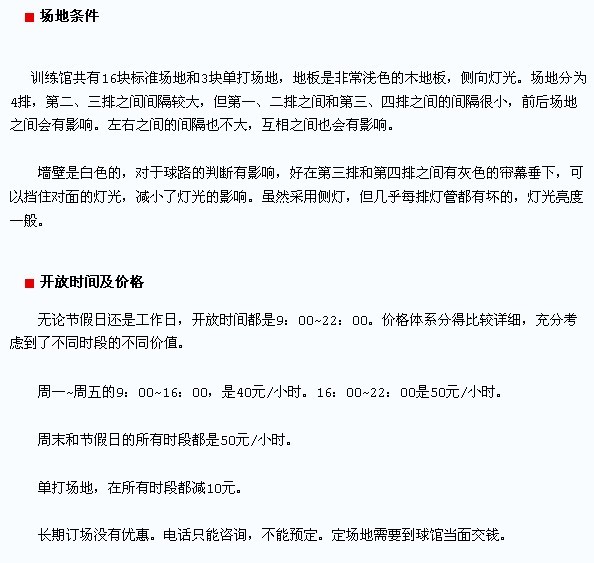 ■ 场地条件
训练馆共有16块标准场地和3块单打场地，地板是非常浅色的木地板，侧向灯光。场地分为
4排，第二、三排之间间隔较大，但第一、二排之间和第三、四排之间的间隔很小，前后场地
之间会有影响。左右之间的间隔也不大，互相之间也会有影响。
墙壁是白色的，对于球路的判断有影响，好在第三排和第四排之间有灰色的帘幕垂下，可
以挡住对面的灯光，减小了灯光的影响。虽然采用侧灯，但几乎每排灯管都有坏的，灯光亮度
一般。
■ 开放时间及价格
无论节假日还是工作日，开放时间都是9：00~22：00。价格体系分得比较详细，充分考
虑到了不同时段的不同价值。
周一~周五的9：00~16：00，是40元/小时。16：00~22：00是50元/小时。
周末和节假日的所有时段都是50元/小时。
单打场地，在所有时段都减10元。
长期订场没有优惠。电话只能咨询，不能预定。定场地需要到球馆当面交钱。